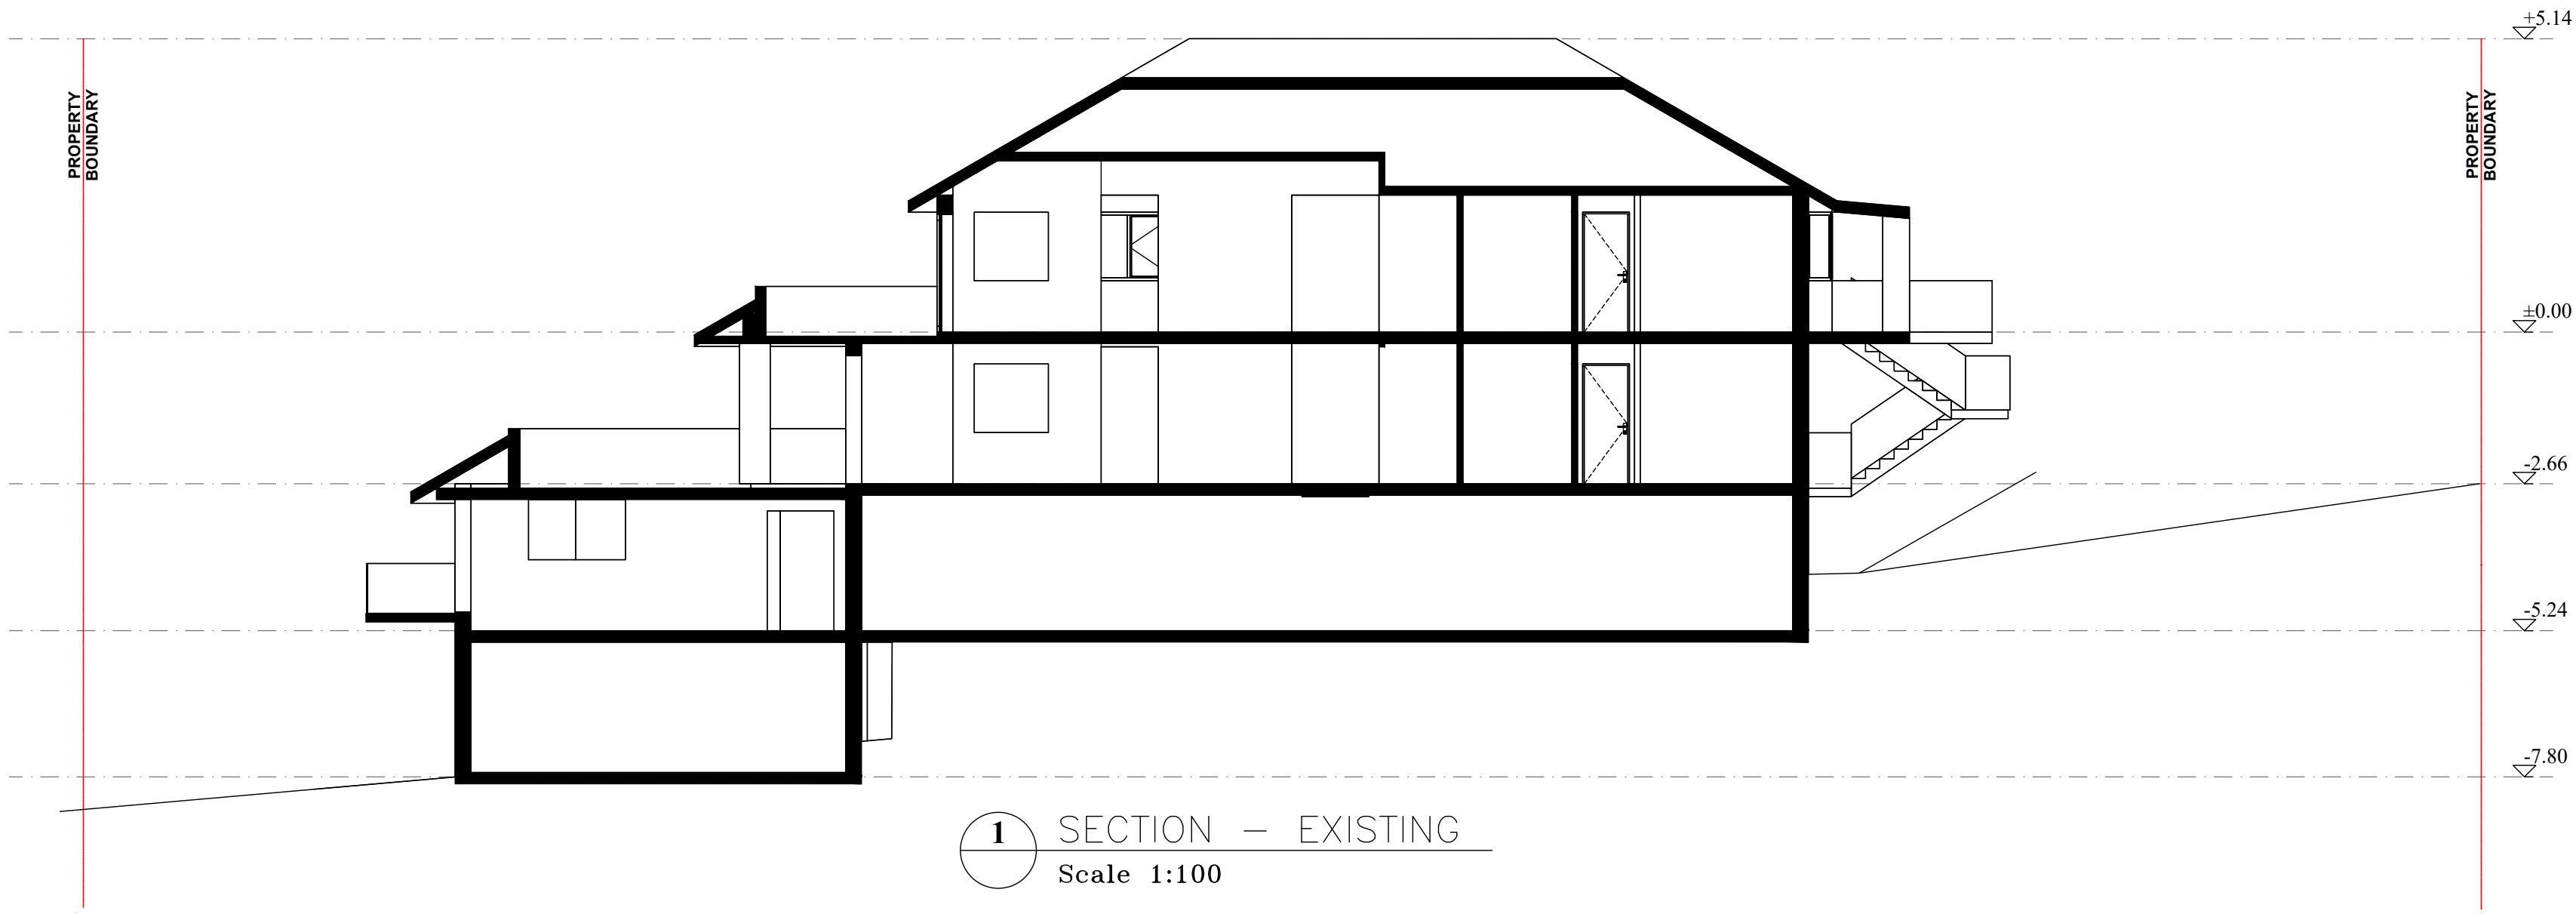 +5.14
PROPERTY
BOUNDARY
PROPERTY
BOUNDARY
±0.00
-2.66
-5.24
-7.80
1 SECTION - EXISTING
Scale 1:100